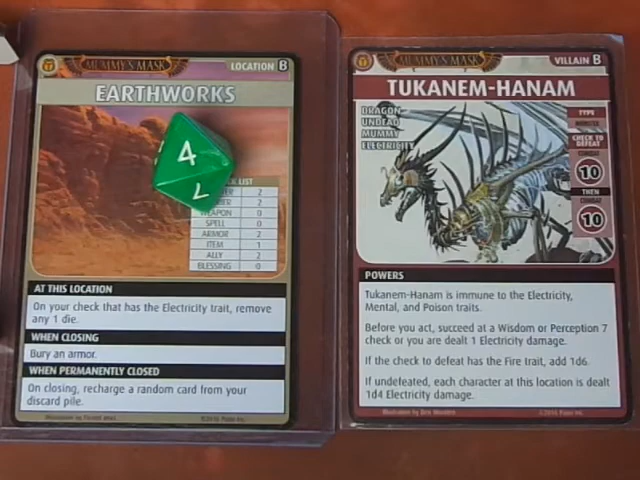 MUMMY'S MASK
LOCATION B
EARTHWORKS
4
LIST
2
2
WEAPON 0
SPELL 0
ARMOR 2
ITEM 1
ALLY 2
BLESSING 0
AT THIS LOCATION
On your check that has the Electricity trait, remove
any 1 die.
WHEN CLOSING
Bury an armor.
WHEN PERMANENTLY CLOSED
On closing, recharge a random card from your
discard pile.
MUMMY'S MASK
VILLAIN B
TUKANEM-HANAM
DRAGON
UNDEAD
MUMMY
ELECTRICITY
TYPE
MONSTER
CHECK TO
DEFEAT
COMBAT
10
THEN
COMBAT
10
POWERS
Tukanem-Hanam is immune to the Electricity,
Mental, and Poison traits.
Before you act, succeed at a Wisdom or Perception 7
check or you are dealt 1 Electricity damage.
If the check to defeat has the Fire trait, add 1d6.
If undefeated, each character at this location is dealt
1d4 Electricity damage.